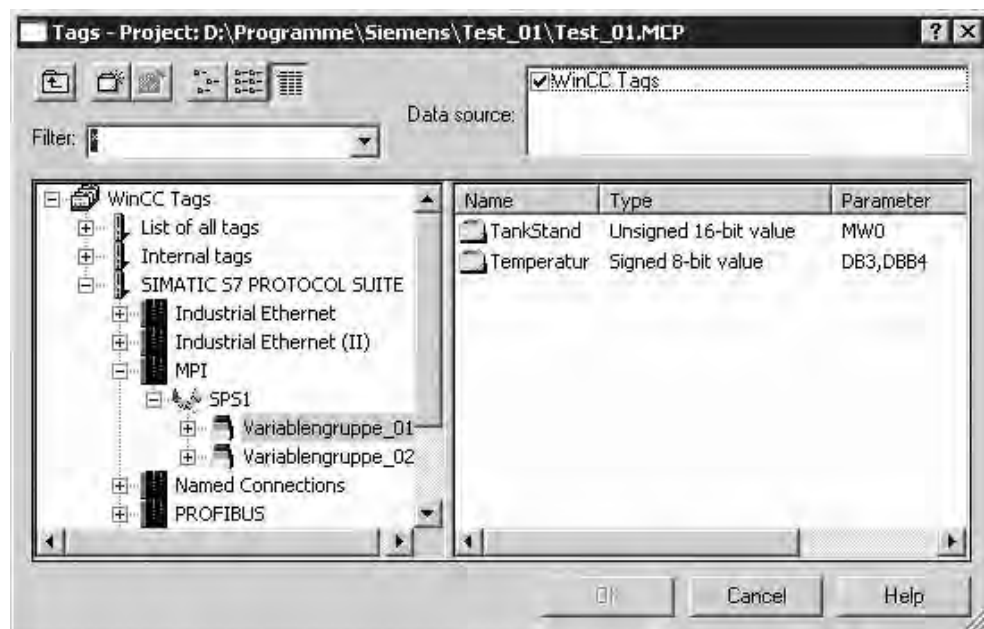 Tags - Project: D:\Programme\Siemens\Test_01\Test_01.MCP
WinCC Tags
Data source:
Filter: *
WinCC Tags
List of all tags
Internal tags
SIMATIC S7 PROTOCOL SUITE
Industrial Ethernet
Industrial Ethernet (II)
MPI
SPS1
Variablengruppe_01
Variablengruppe_02
Named Connections
PROFIBUS
Name Type Parameter
TankStand Unsigned 16-bit value MW0
Temperatur Signed 8-bit value DB3,DBB4
OK Cancel Help